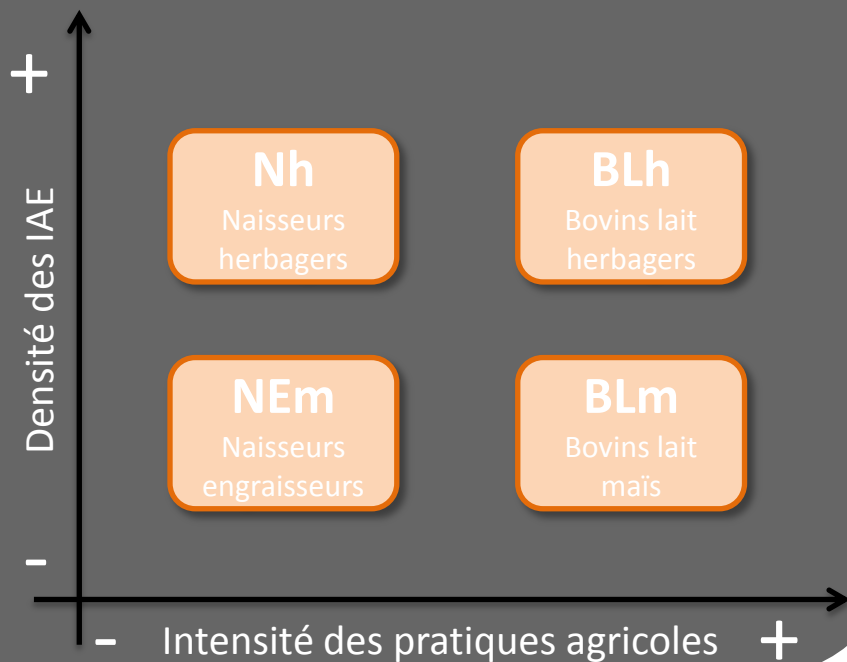 +
Densité des IAE
-
Nh
Naisseurs
herbagers
BLh
Bovins lait
herbagers
NEm
Naisseurs
engraisseurs
BLm
Bovins lait
maïs
- Intensité des pratiques agricoles +